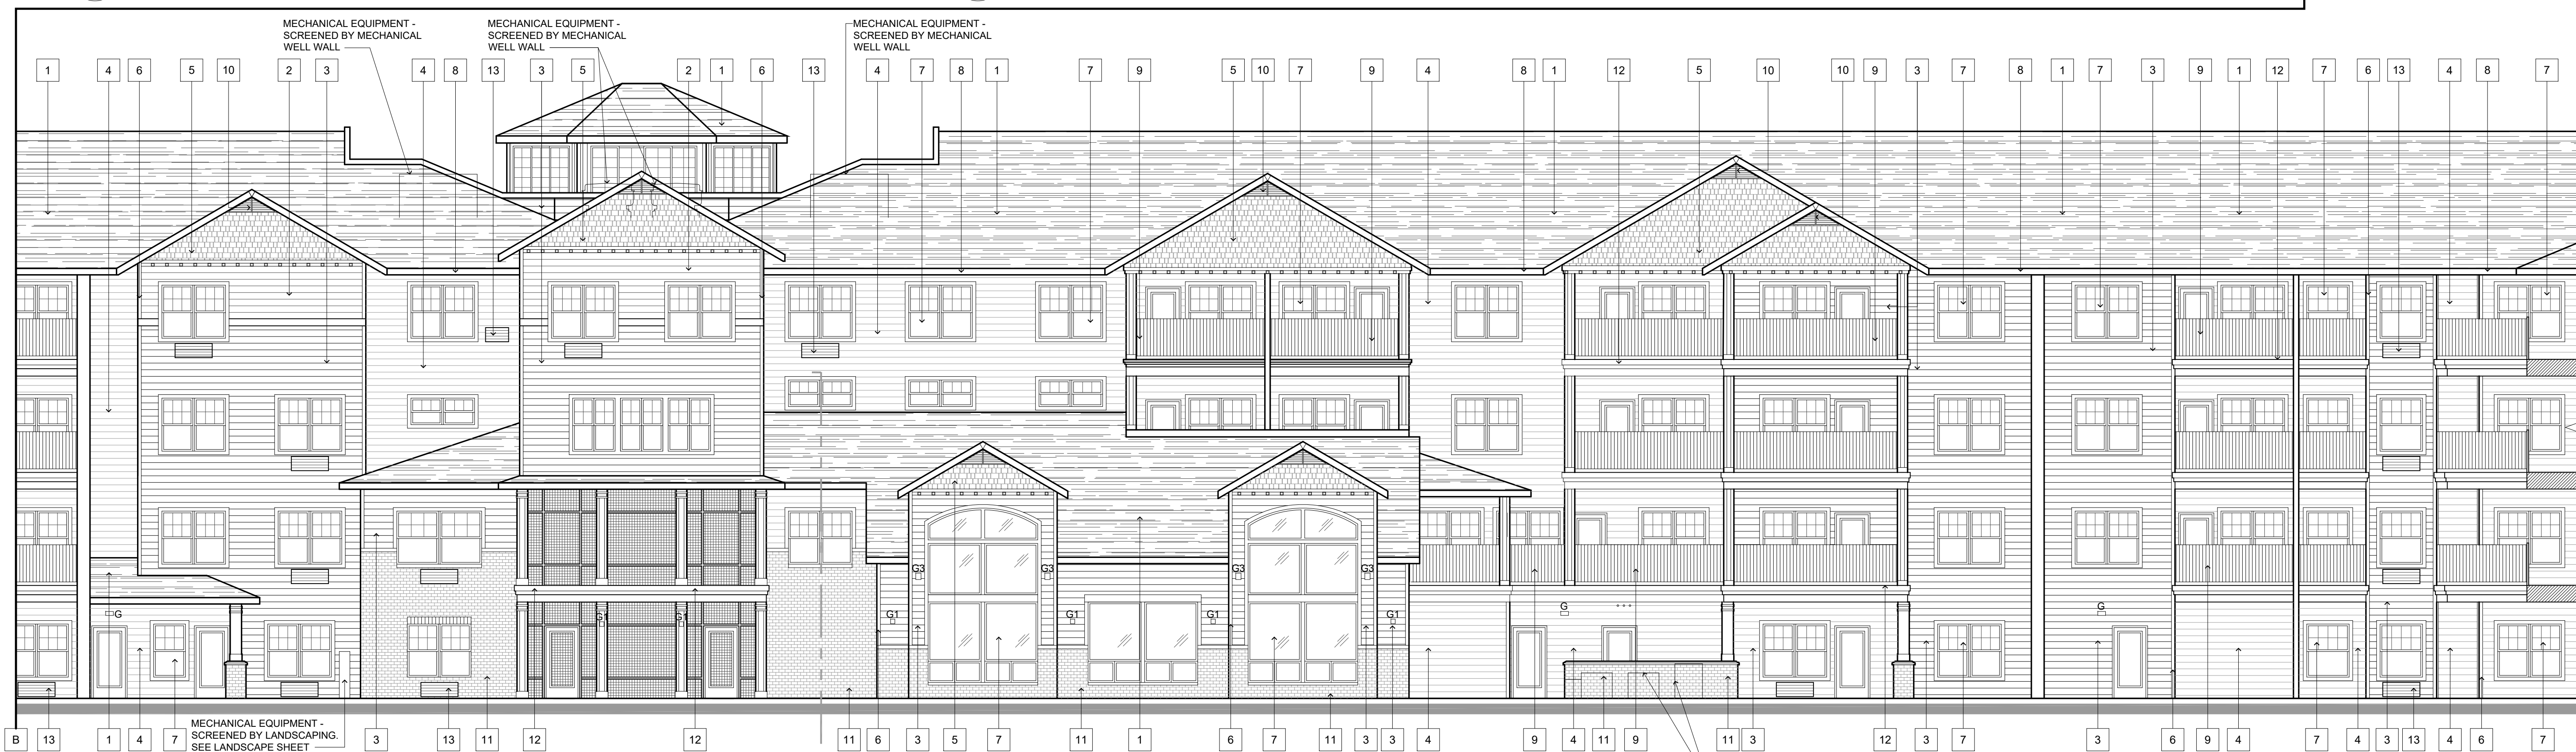 MECHANICAL EQUIPMENT -
SCREENED BY MECHANICAL
WELL WALL
MECHANICAL EQUIPMENT -
SCREENED BY MECHANICAL
WELL WALL
MECHANICAL EQUIPMENT -
SCREENED BY MECHANICAL
WELL WALL
1 4 6 5 10 2 3 4 8 13 3 5 2 1 6 13 4 7 8 1 7 9 5 10 7 9 4 8 1 12 5 10 10 9 3 7 8 1 7 3 9 1 12 7 6 13 4 8 7
G3 G3 G3 G3
G G1 G1 G1 G1 G1 G1 G G
MECHANICAL EQUIPMENT -
SCREENED BY LANDSCAPING.
SEE LANDSCAPE SHEET
B 13 1 4 7 3 13 11 12 12 11 6 3 5 7 11 1 6 7 11 3 3 4 9 4 11 9 11 3 12 3 7 3 6 9 4 7 4 3 13 4 6 7